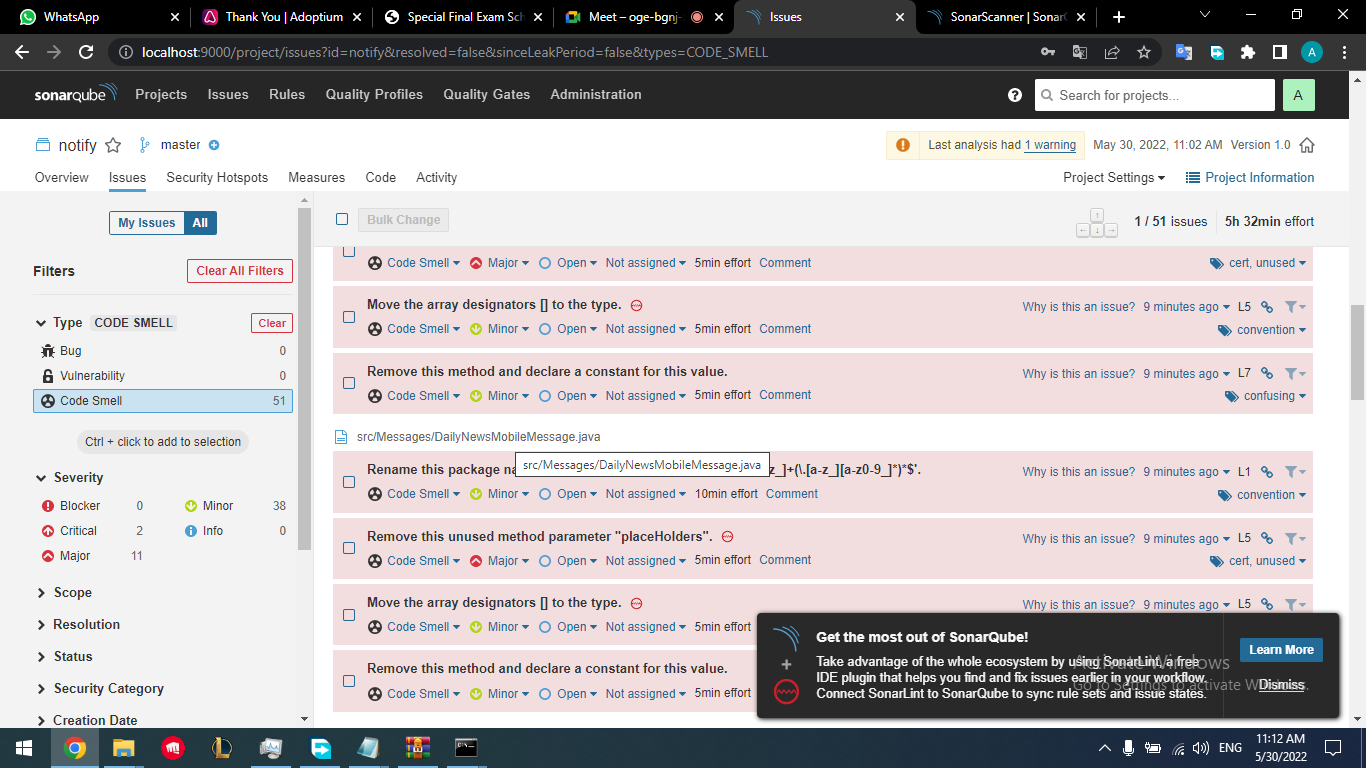 WhatsApp
Thank You | Adoptium
Special Final Exam Sch
Meet – oge-bgnj-
Issues
SonarScanner | Sonar
localhost:9000/project/issues?id=notify&resolved=false&sinceLeakPeriod=false&types=CODE_SMELL
A
sonarqube Projects Issues Rules Quality Profiles Quality Gates Administration
Search for projects...
A
notify master
Last analysis had 1 warning May 30, 2022, 11:02 AM Version 1.0
Overview Issues Security Hotspots Measures Code Activity
Project Settings Project Information
My Issues All
Filters Clear All Filters
Type CODE SMELL Clear
Bug 0
Vulnerability 0
Code Smell 51
Ctrl + click to add to selection
Severity
Blocker 0 Minor 38
Critical 2 Info 0
Major 11
Scope
Resolution
Status
Security Category
Creation Date
Bulk Change
1 / 51 issues 5h 32min effort
Code Smell Major Open Not assigned 5min effort Comment cert, unused
Move the array designators [] to the type. Why is this an issue? 9 minutes ago L5
Code Smell Minor Open Not assigned 5min effort Comment convention
Remove this method and declare a constant for this value. Why is this an issue? 9 minutes ago L7
Code Smell Minor Open Not assigned 5min effort Comment confusing
src/Messages/DailyNewsMobileMessage.java
src/Messages/DailyNewsMobileMessage.java
Rename this package na z_]+(\.[a-z_][a-z0-9_]*)*$'. Why is this an issue? 9 minutes ago L1
Code Smell Minor Open Not assigned 10min effort Comment convention
Remove this unused method parameter "placeHolders". Why is this an issue? 9 minutes ago L5
Code Smell Major Open Not assigned 5min effort Comment cert, unused
Move the array designators [] to the type. Why is this an issue? 9 minutes ago L5
Code Smell Minor Open Not assigned 5min effort
Remove this method and declare a constant for this value.
Code Smell Minor Open Not assigned 5min effort
Get the most out of SonarQube!
Take advantage of the whole ecosystem by using SonarLint, a free
IDE plugin that helps you find and fix issues earlier in your workflow.
Connect SonarLint to SonarQube to sync rule sets and issue states.
Learn More
Dismiss
Activate Windows
Go to Settings to activate Windows.
ENG
11:12 AM
5/30/2022